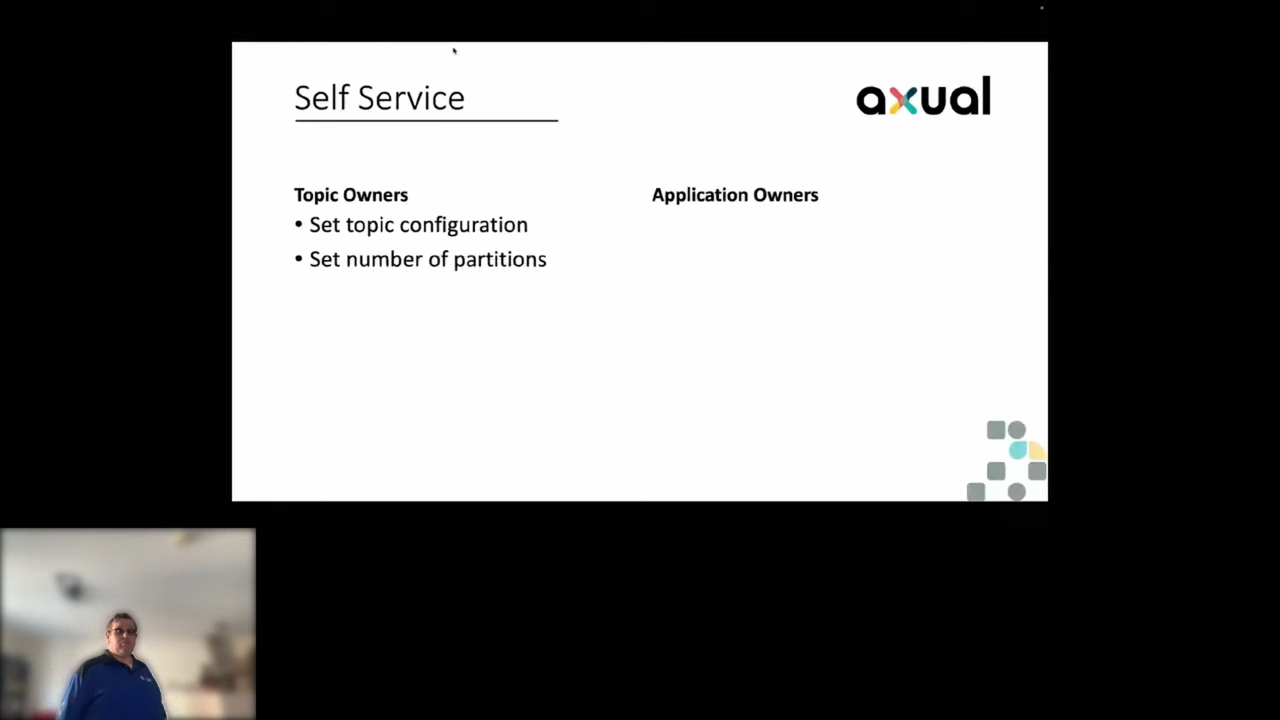 Self Service
axual
Topic Owners
• Set topic configuration
• Set number of partitions
Application Owners